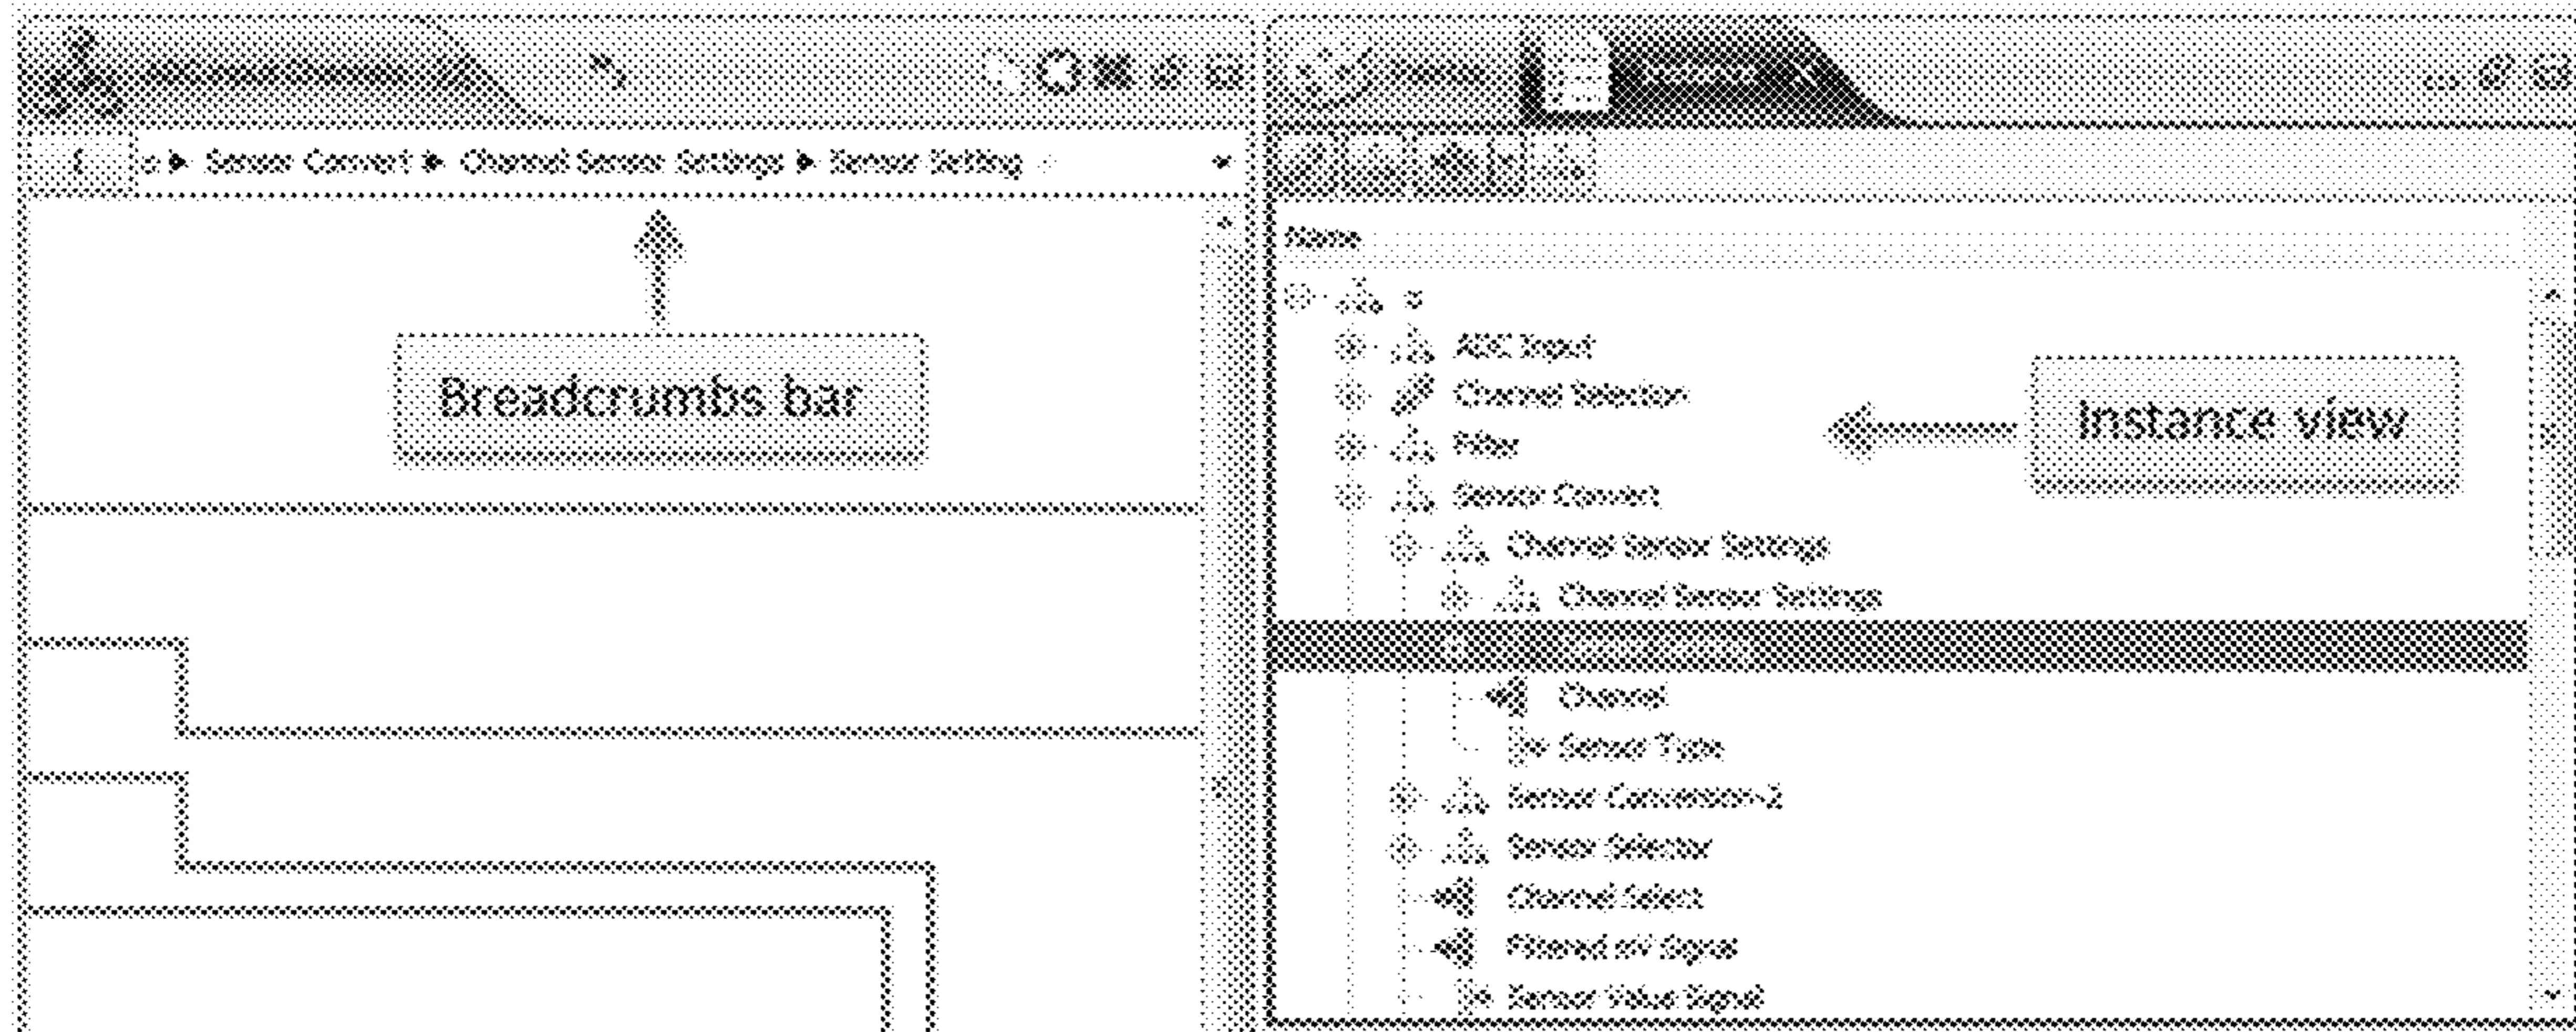 Sensor Convert ▶ Channel Sensor Settings ▶ Sensor Setting
Breadcrumbs bar
Name
ADC Input
Channel Selection
Filter
Sensor Convert
Channel Sensor Settings
Channel Sensor Settings
Channel
Sensor Type
Sensor Conversion-2
Sensor Selector
Channel Select
Filtered mV Signal
Sensor Value Signal
Instance view